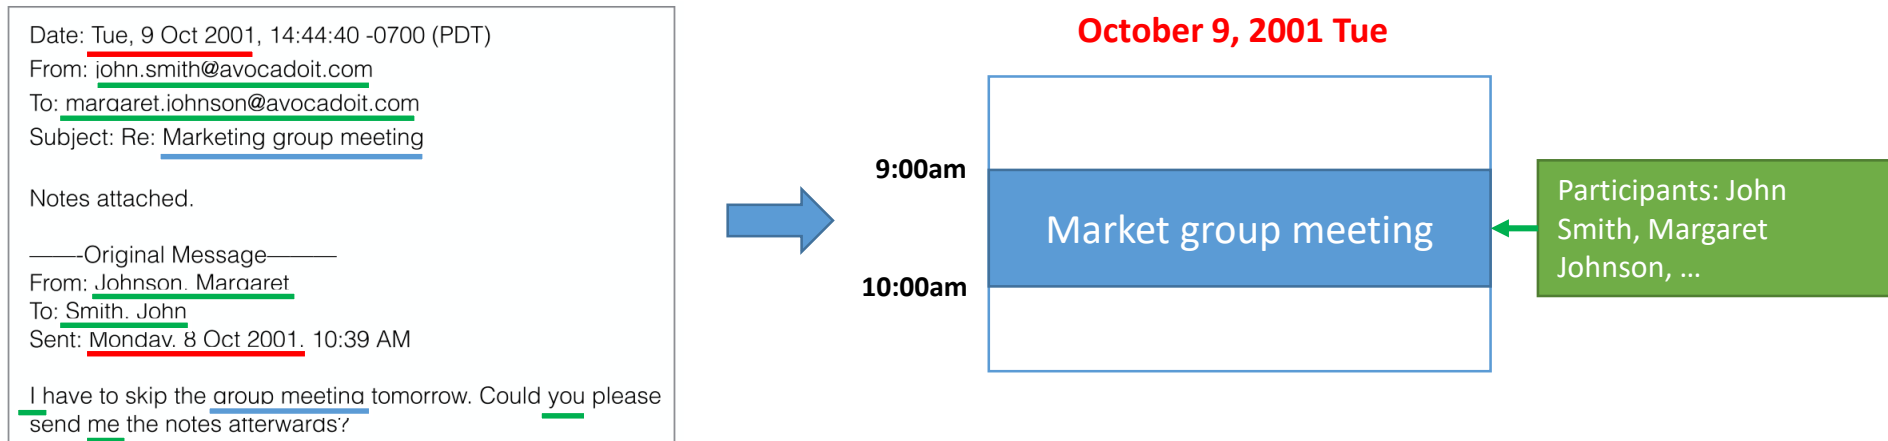 Date: Tue, 9 Oct 2001, 14:44:40 -0700 (PDT)
From: john.smith@avocadoit.com
To: margaret.johnson@avocadoit.com
Subject: Re: Marketing group meeting
Notes attached.
——-Original Message———
From: Johnson, Margaret
To: Smith, John
Sent: Monday, 8 Oct 2001, 10:39 AM
I have to skip the group meeting tomorrow. Could you please
send me the notes afterwards?
October 9, 2001 Tue
9:00am
Market group meeting
10:00am
Participants: John
Smith, Margaret
Johnson, ...